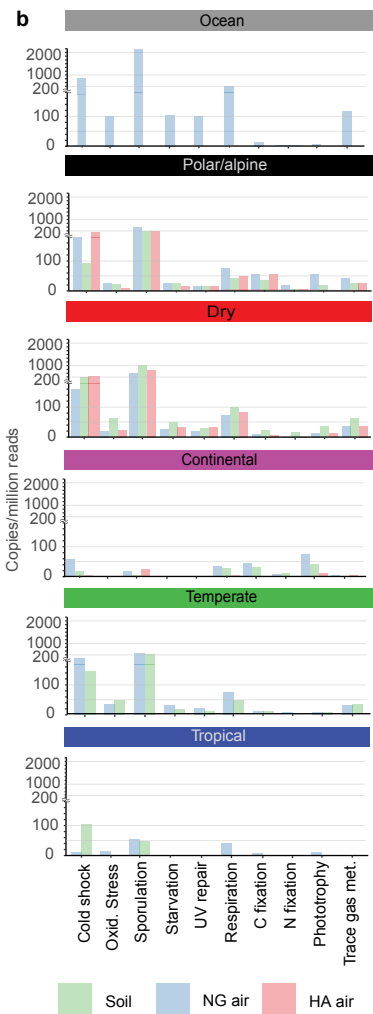 b
Ocean
2000
1000
200
100
0
Polar/alpine
2000
1000
200
100
0
Dry
2000
1000
200
100
0
Continental
2000
1000
200
100
0
Temperate
2000
1000
200
100
0
Tropical
2000
1000
200
100
0
Copies/million reads
Cold shock
Oxid. Stress
Sporulation
Starvation
UV repair
Respiration
C fixation
N fixation
Phototrophy
Trace gas met.
Soil NG air HA air